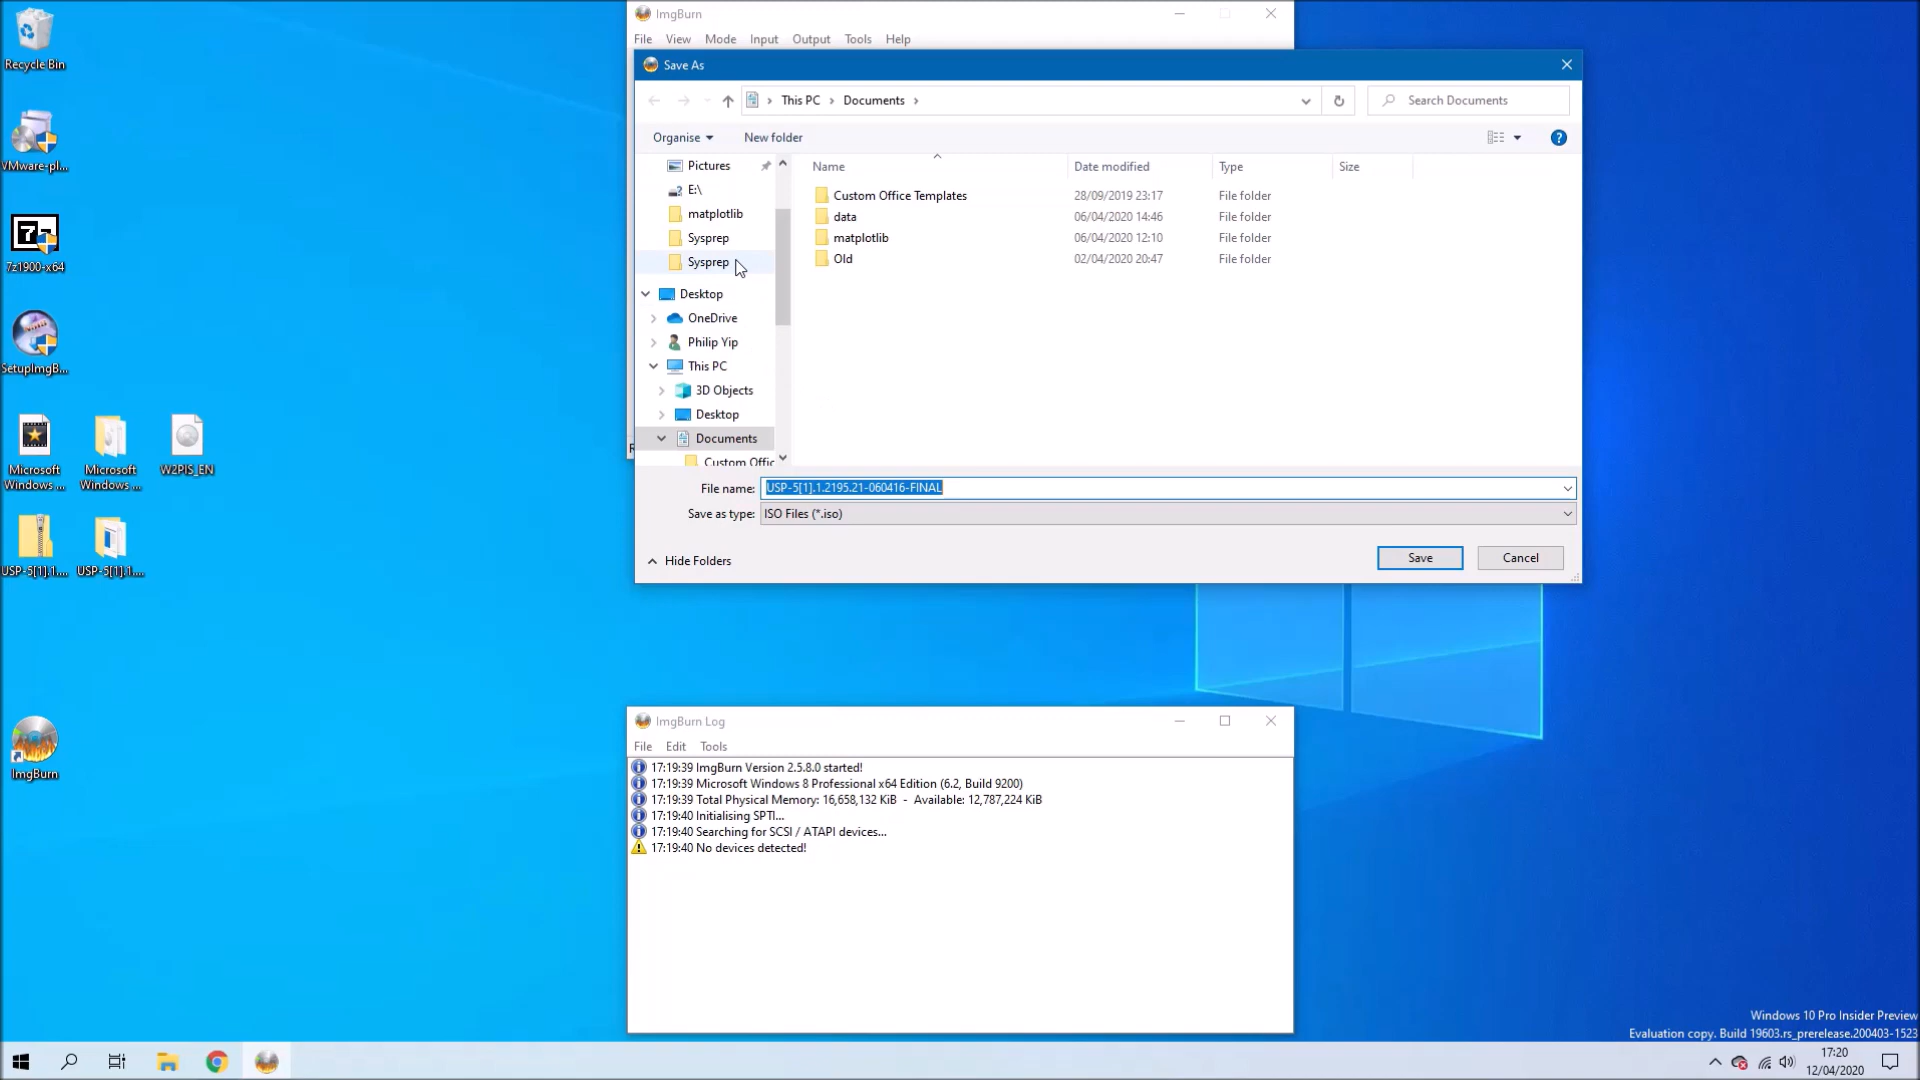 Recycle Bin
VMware-pl...
7z1900-x64
SetupImgB...
Microsoft Windows ...
Microsoft Windows ...
W2PIS_EN
USP-5[1].1....
USP-5[1].1....
ImgBurn
ImgBurn
File View Mode Input Output Tools Help
Save As
This PC Documents
Search Documents
Organise New folder
Pictures
E:\
matplotlib
Sysprep
Sysprep
Desktop
OneDrive
Philip Yip
This PC
3D Objects
Desktop
Documents
Custom Offic
Name Date modified Type Size
Custom Office Templates 28/09/2019 23:17 File folder
data 06/04/2020 14:46 File folder
matplotlib 06/04/2020 12:10 File folder
Old 02/04/2020 20:47 File folder
File name: USP-5[1].1.2195.21-060416-FINAL
Save as type: ISO Files (*.iso)
Hide Folders
Save Cancel
ImgBurn Log
File Edit Tools
17:19:39 ImgBurn Version 2.5.8.0 started!
17:19:39 Microsoft Windows 8 Professional x64 Edition (6.2, Build 9200)
17:19:39 Total Physical Memory: 16,658,132 KiB - Available: 12,787,224 KiB
17:19:40 Initialising SPTI...
17:19:40 Searching for SCSI / ATAPI devices...
17:19:40 No devices detected!
Windows 10 Pro Insider Preview
Evaluation copy. Build 19603.rs_prerelease.200403-1523
17:20
12/04/2020